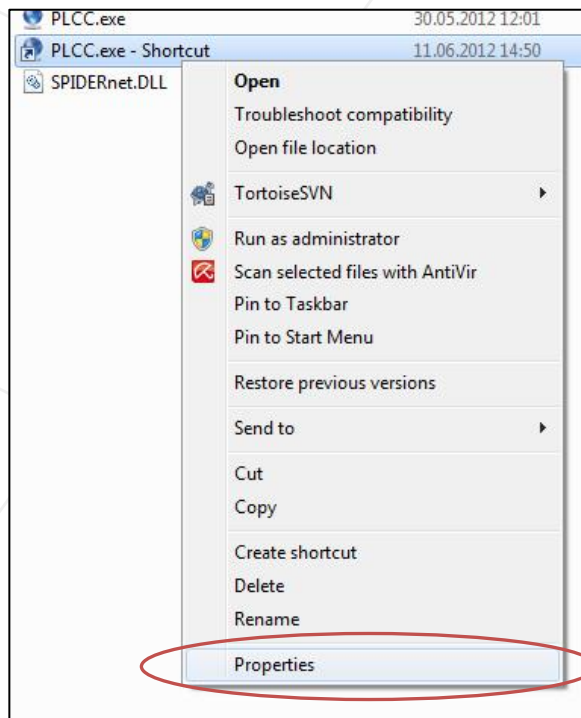 PLCC.exe 30.05.2012 12:01
PLCC.exe - Shortcut 11.06.2012 14:50
SPIDERnet.DLL
Open
Troubleshoot compatibility
Open file location
TortoiseSVN
Run as administrator
Scan selected files with AntiVir
Pin to Taskbar
Pin to Start Menu
Restore previous versions
Send to
Cut
Copy
Create shortcut
Delete
Rename
Properties